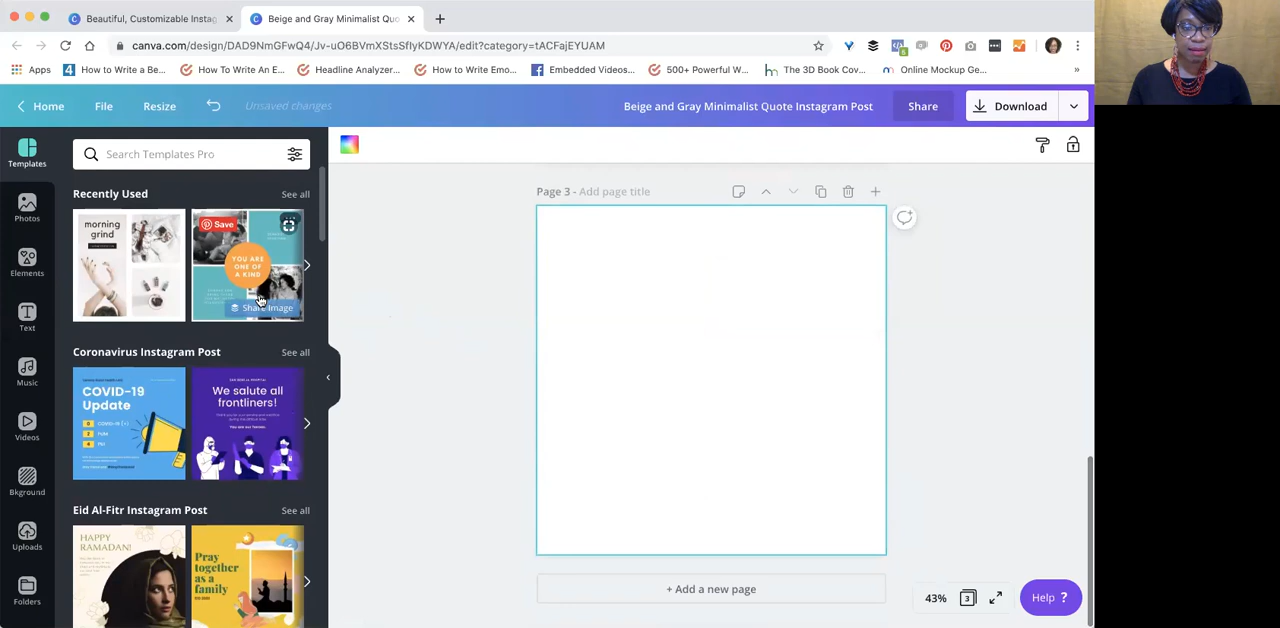 Beautiful, Customizable Instag
Beige and Gray Minimalist Quo
canva.com/design/DAD9NmGFwQ4/Jv-uO6BVmXStsSfIyKDWYA/edit?category=tACFajEYUAM
Apps
How to Write a Be...
How To Write An E...
Headline Analyzer...
How to Write Emo...
Embedded Videos...
500+ Powerful W...
The 3D Book Cov...
Online Mockup Ge...
»
Home
File
Resize
Unsaved changes
Beige and Gray Minimalist Quote Instagram Post
Share
Download
Templates
Photos
Elements
Text
Music
Videos
Bkground
Uploads
Folders
Search Templates Pro
Recently Used
See all
morning
grind
Save
YOU ARE
ONE OF
A KIND
Share Image
Coronavirus Instagram Post
See all
COVID-19
Update
We salute all
frontliners!
Eid Al-Fitr Instagram Post
See all
HAPPY
RAMADAN!
Pray
together
as a
family
Page 3 - Add page title
+ Add a new page
43%
3
Help ?